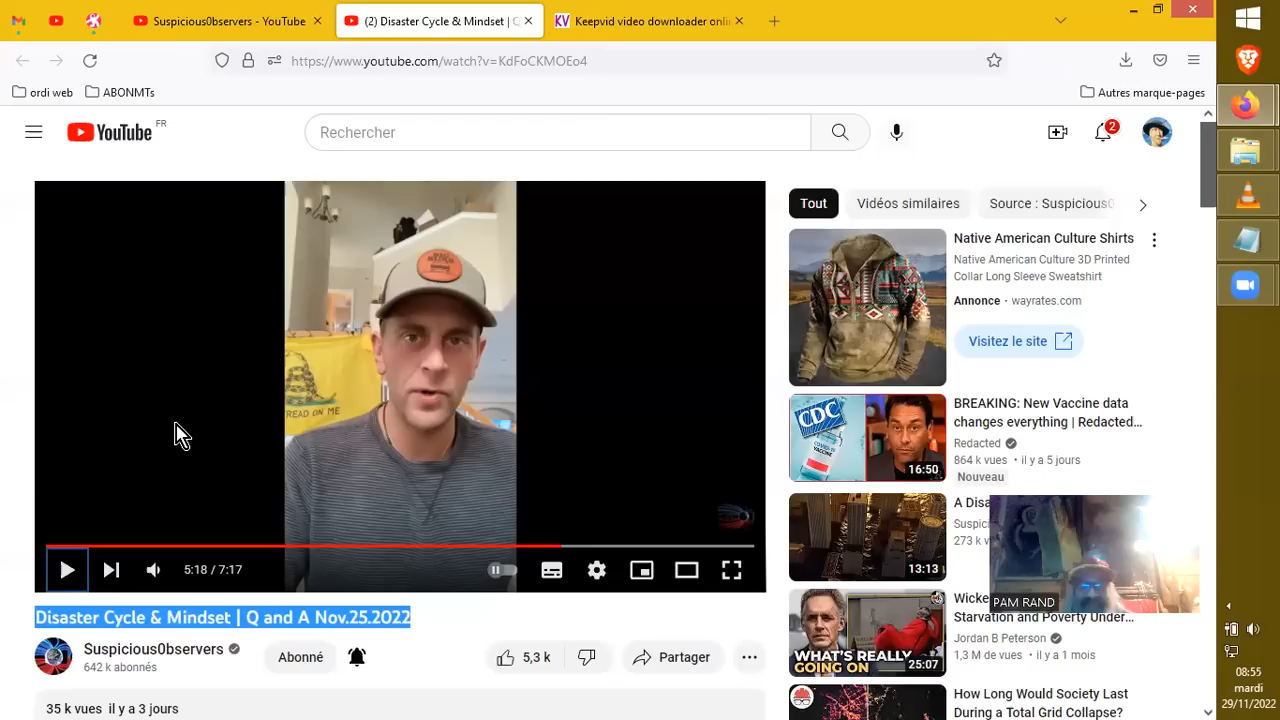 Suspicious0bservers - YouTube
(2) Disaster Cycle & Mindset | Q
Keepvid video downloader onli
https://www.youtube.com/watch?v=KdFoCKMOEo4
ordi web
ABONMTs
Autres marque-pages
YouTube FR
Rechercher
2
Tout
Vidéos similaires
Source : Suspicious0
Native American Culture Shirts
Native American Culture 3D Printed
Collar Long Sleeve Sweatshirt
Annonce · wayrates.com
Visitez le site
TREAD ON ME
CDC
16:50
BREAKING: New Vaccine data
changes everything | Redacted…
Redacted
864 k vues • il y a 5 jours
Nouveau
13:13
A Disa
Suspic
273 k
PAM RAND
5:18 / 7:17
Disaster Cycle & Mindset | Q and A Nov.25.2022
Suspicious0bservers
642 k abonnés
Abonné
5,3 k
Partager
35 k vues il y a 3 jours
WHAT'S REALLY
GOING ON
25:07
Wicke
Starvation and Poverty Under…
Jordan B Peterson
1,3 M de vues • il y a 1 mois
How Long Would Society Last
During a Total Grid Collapse?
08:55
mardi
29/11/2022